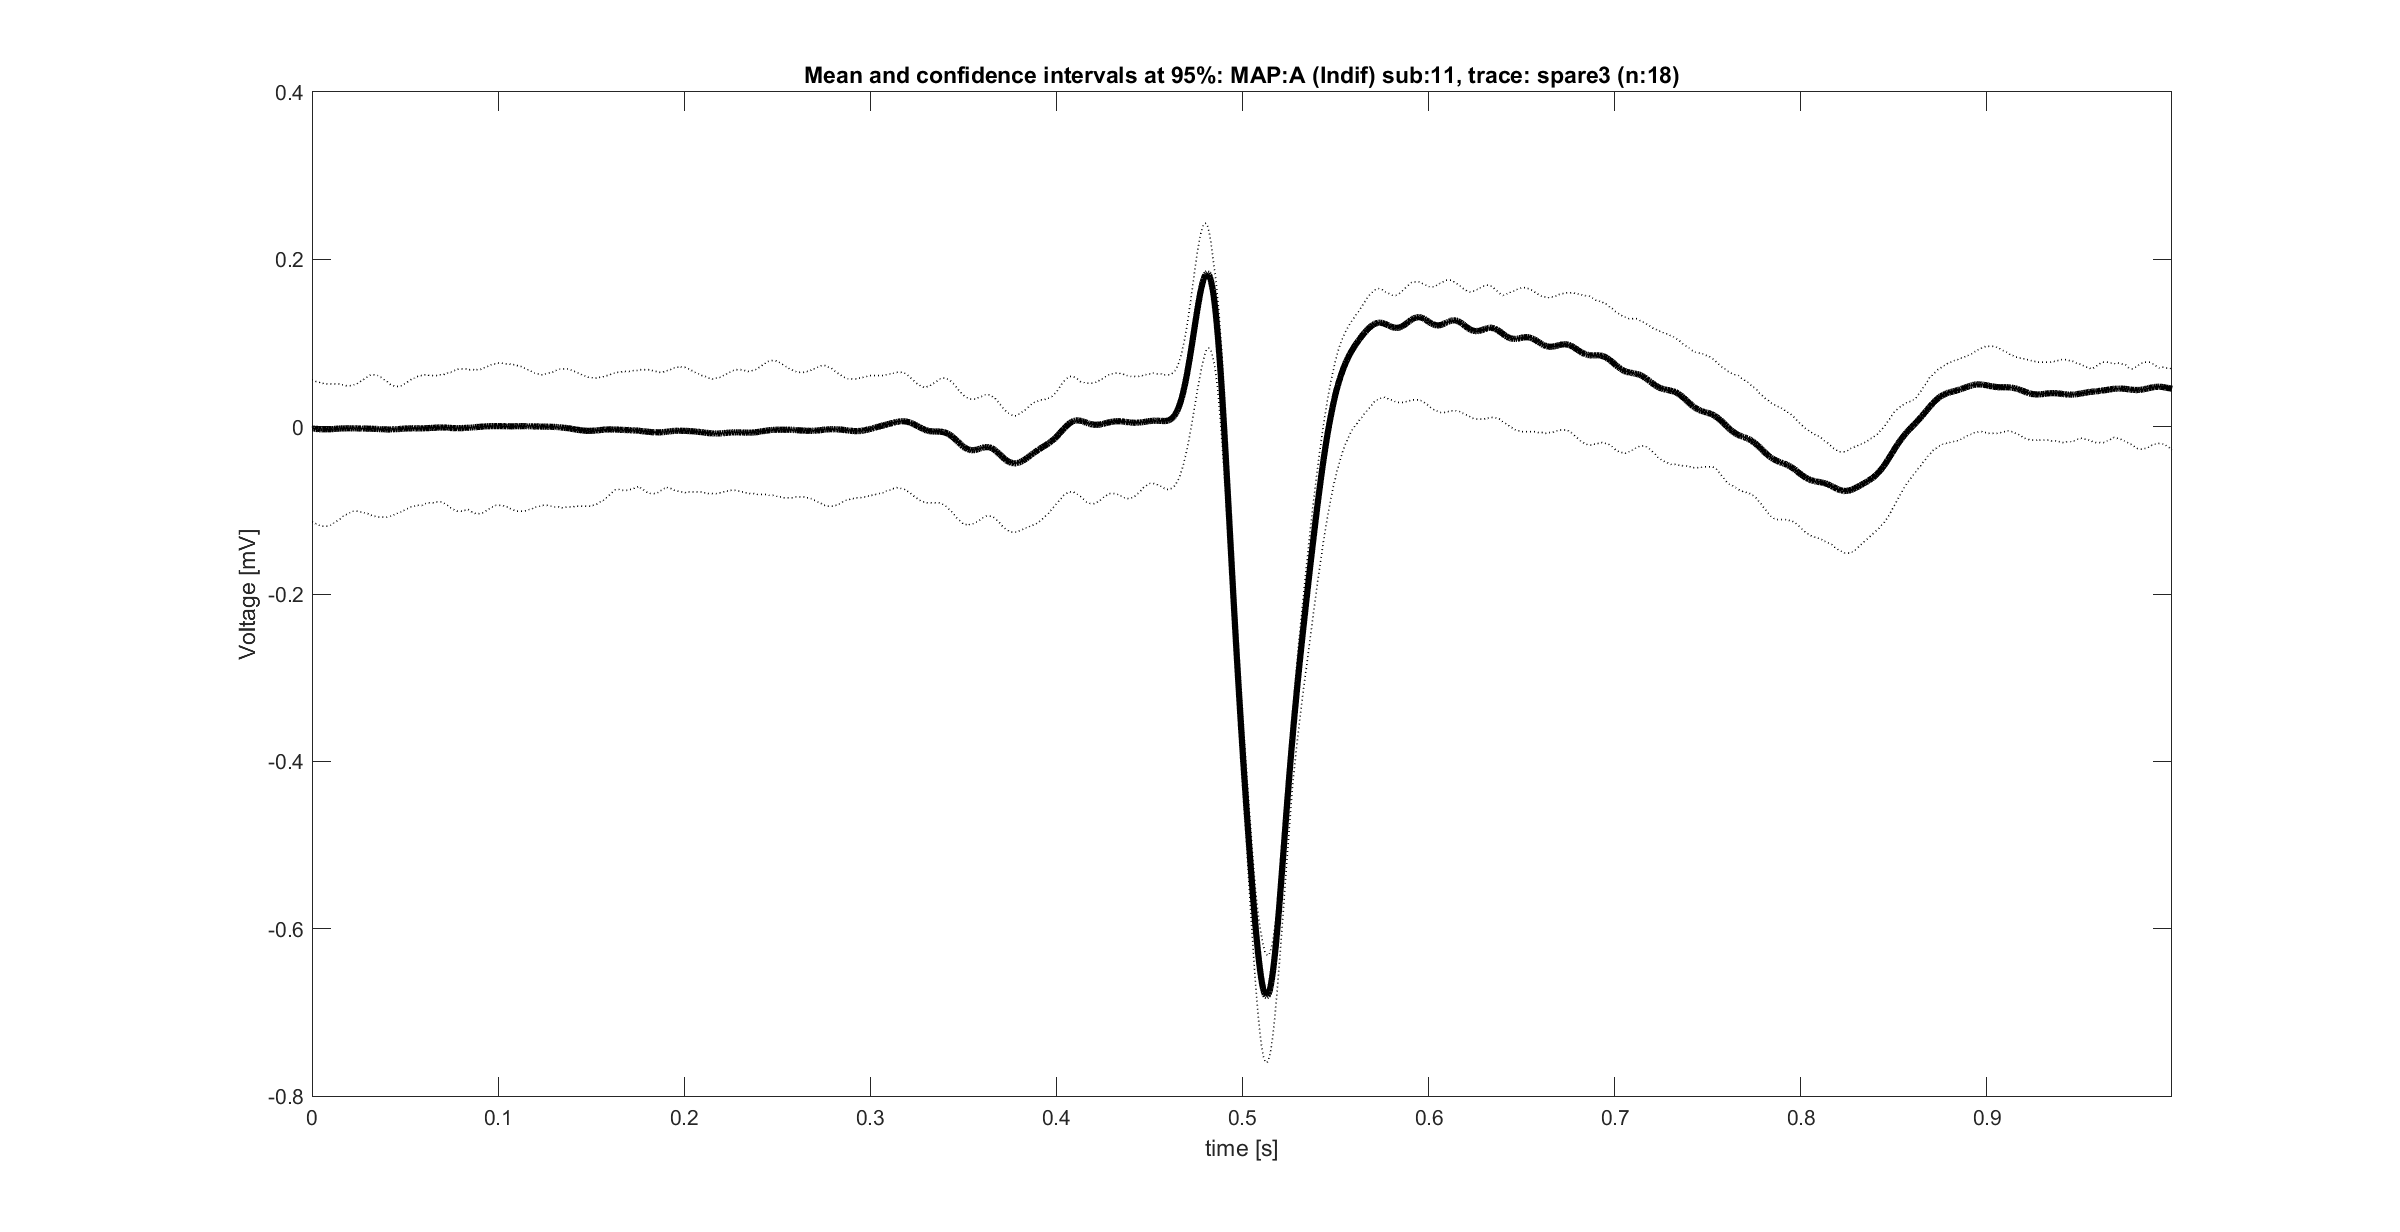 Mean and confidence intervals at 95%: MAP:A (Indif) sub:11, trace: spare3 (n:18)
0.4
0.2
0
-0.2
-0.4
-0.6
-0.8
Voltage [mV]
0 0.1 0.2 0.3 0.4 0.5 0.6 0.7 0.8 0.9
time [s]